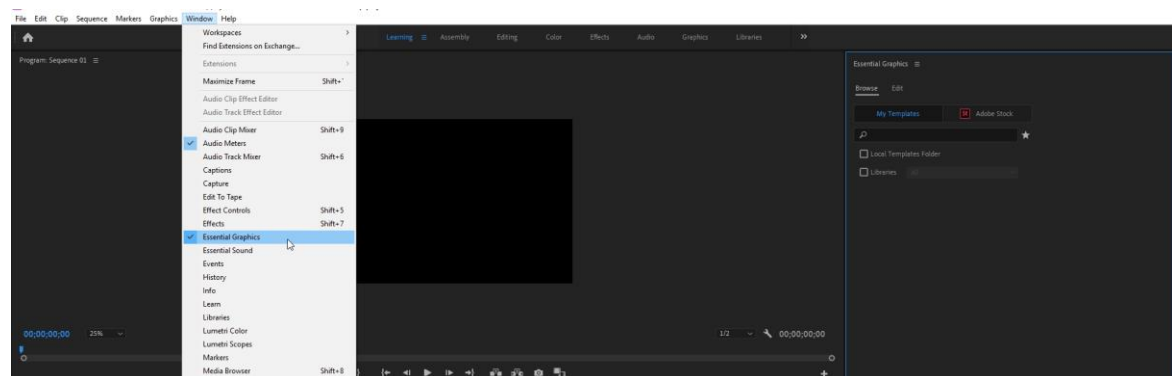 File Edit Clip Sequence Markers Graphics Window Help
Workspaces
Find Extensions on Exchange...
Extensions
Maximize Frame Shift+`
Audio Clip Effect Editor
Audio Track Effect Editor
Audio Clip Mixer Shift+9
Audio Meters
Audio Track Mixer Shift+6
Captions
Capture
Edit To Tape
Effect Controls Shift+5
Effects Shift+7
Essential Graphics
Essential Sound
Events
History
Info
Learn
Libraries
Lumetri Color
Lumetri Scopes
Markers
Media Browser Shift+8
Learning Assembly Editing Color Effects Audio Graphics Libraries
Program: Sequence 01
00;00;00;00 25%
1/2 00;00;00;00
Essential Graphics
Browse Edit
My Templates St Adobe Stock
Local Templates Folder
Libraries All